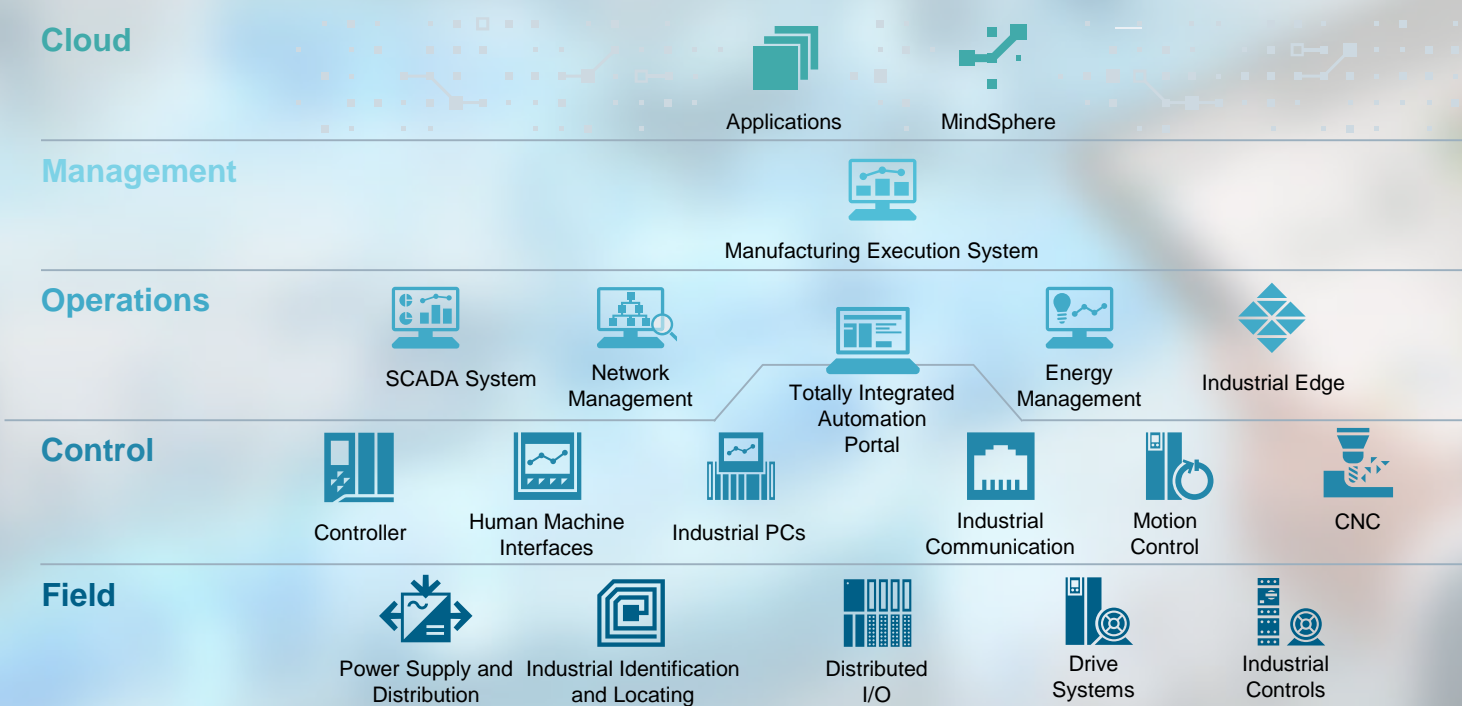 Cloud
Applications
MindSphere
Management
Manufacturing Execution System
Operations
SCADA System
Network
Management
Totally Integrated
Automation
Portal
Energy
Management
Industrial Edge
Control
Controller
Human Machine
Interfaces
Industrial PCs
Industrial
Communication
Motion
Control
CNC
Field
Power Supply and
Distribution
Industrial Identification
and Locating
Distributed
I/O
Drive
Systems
Industrial
Controls